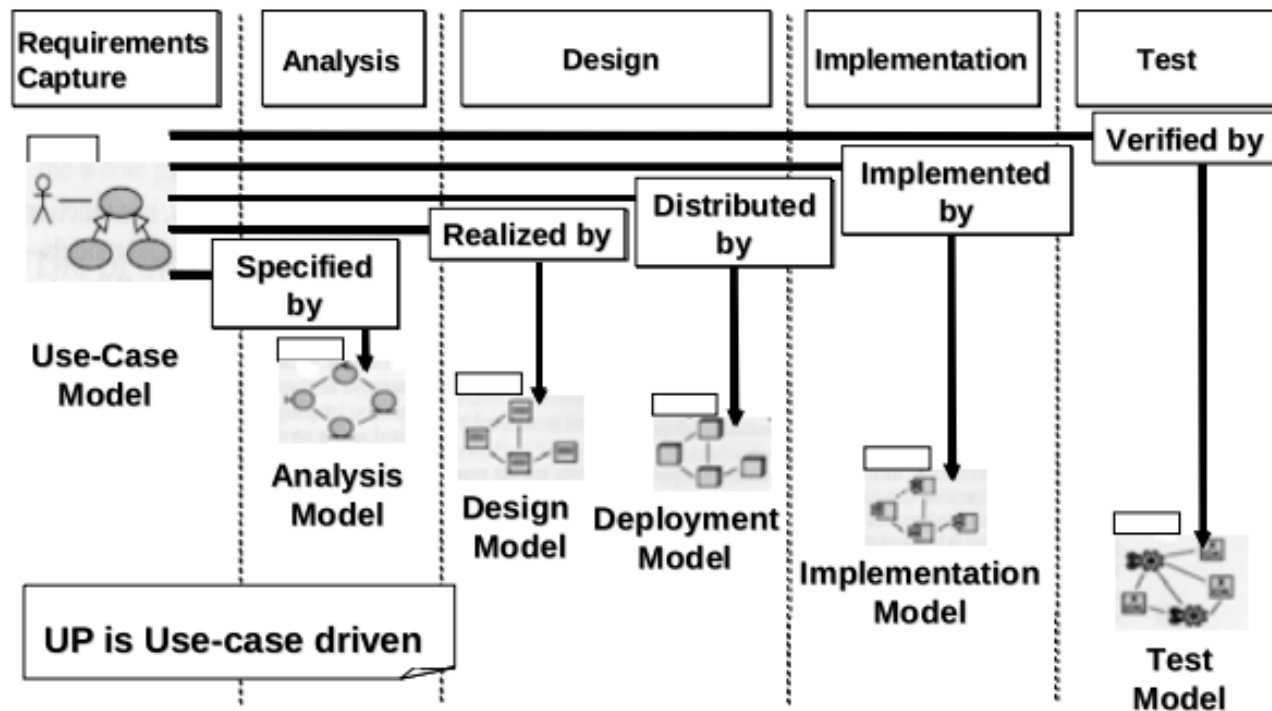 Requirements
Capture
Analysis
Design
Implementation
Test
Verified by
Implemented
by
Distributed
by
Realized by
Specified
by
Use-Case
Model
Analysis
Model
Design
Model
Deployment
Model
Implementation
Model
Test
Model
UP is Use-case driven